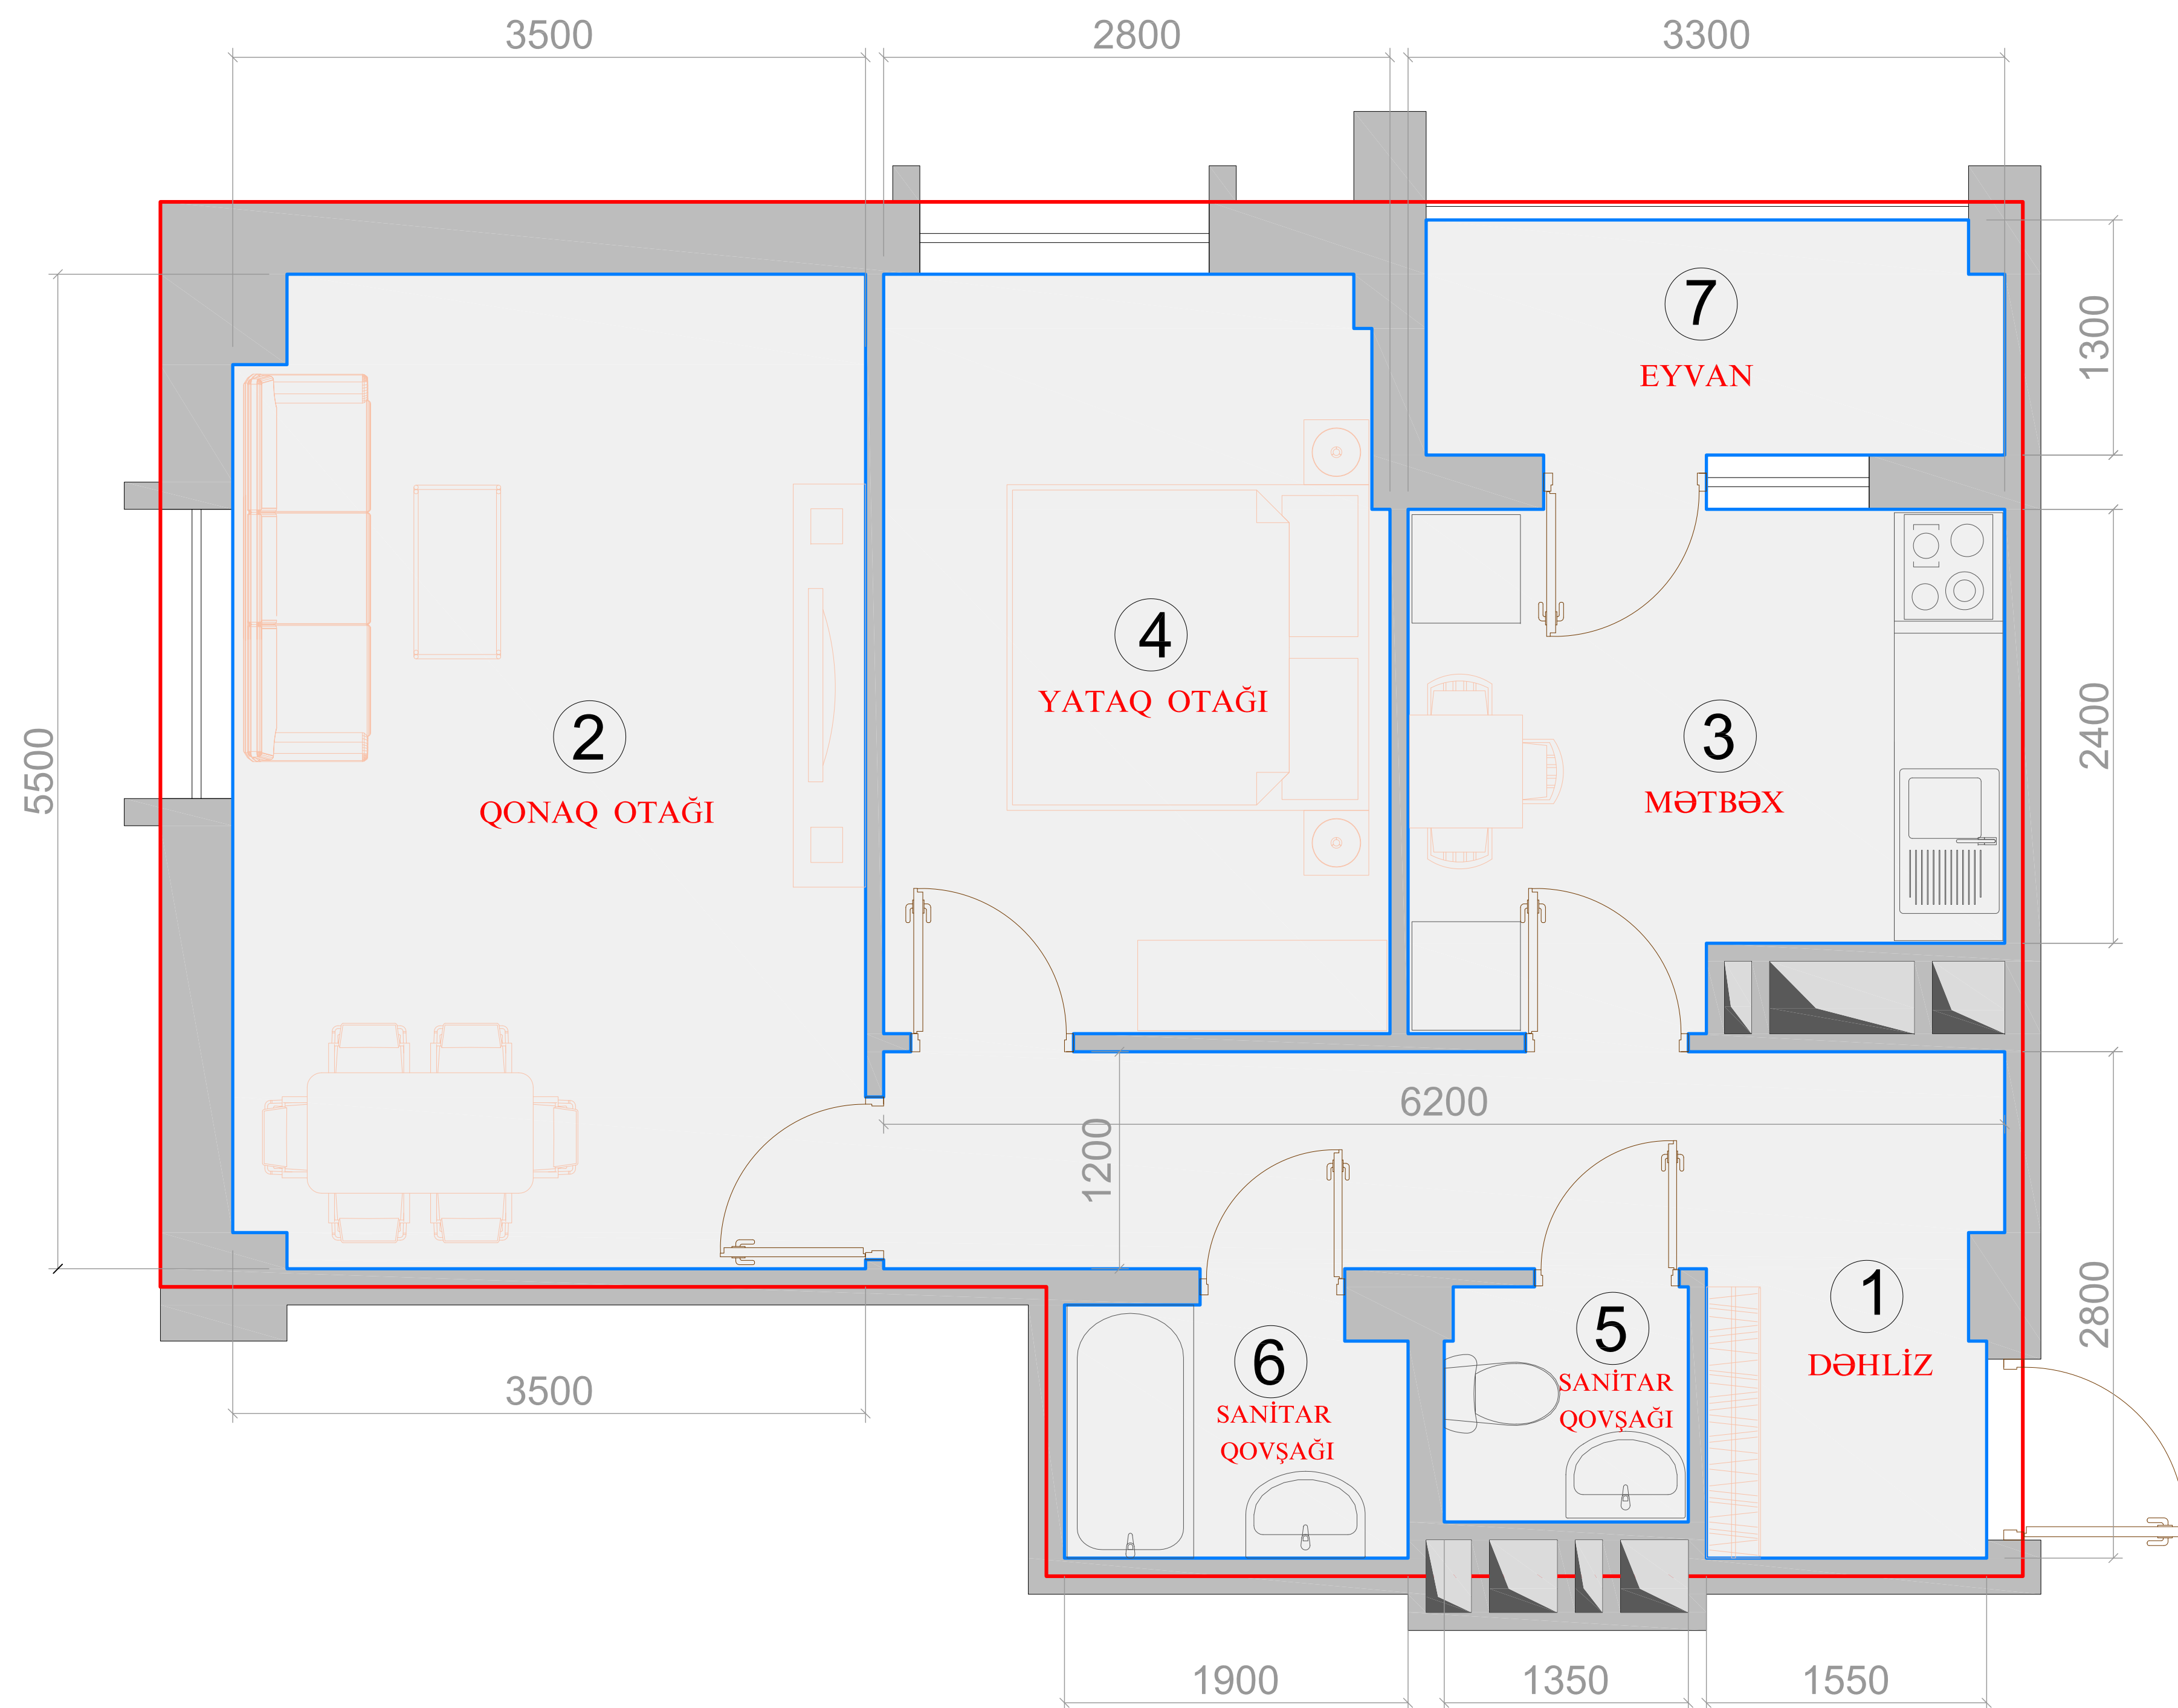 3500
2800
3300
7
EYVAN
1300
4
YATAQ OTAĞI
2
QONAQ OTAĞI
3
MƏTBƏX
2400
5500
6200
1200
1
DƏHLİZ
2800
5
SANİTAR
QOVŞAĞI
6
SANİTAR
QOVŞAĞI
3500
1900
1350
1550